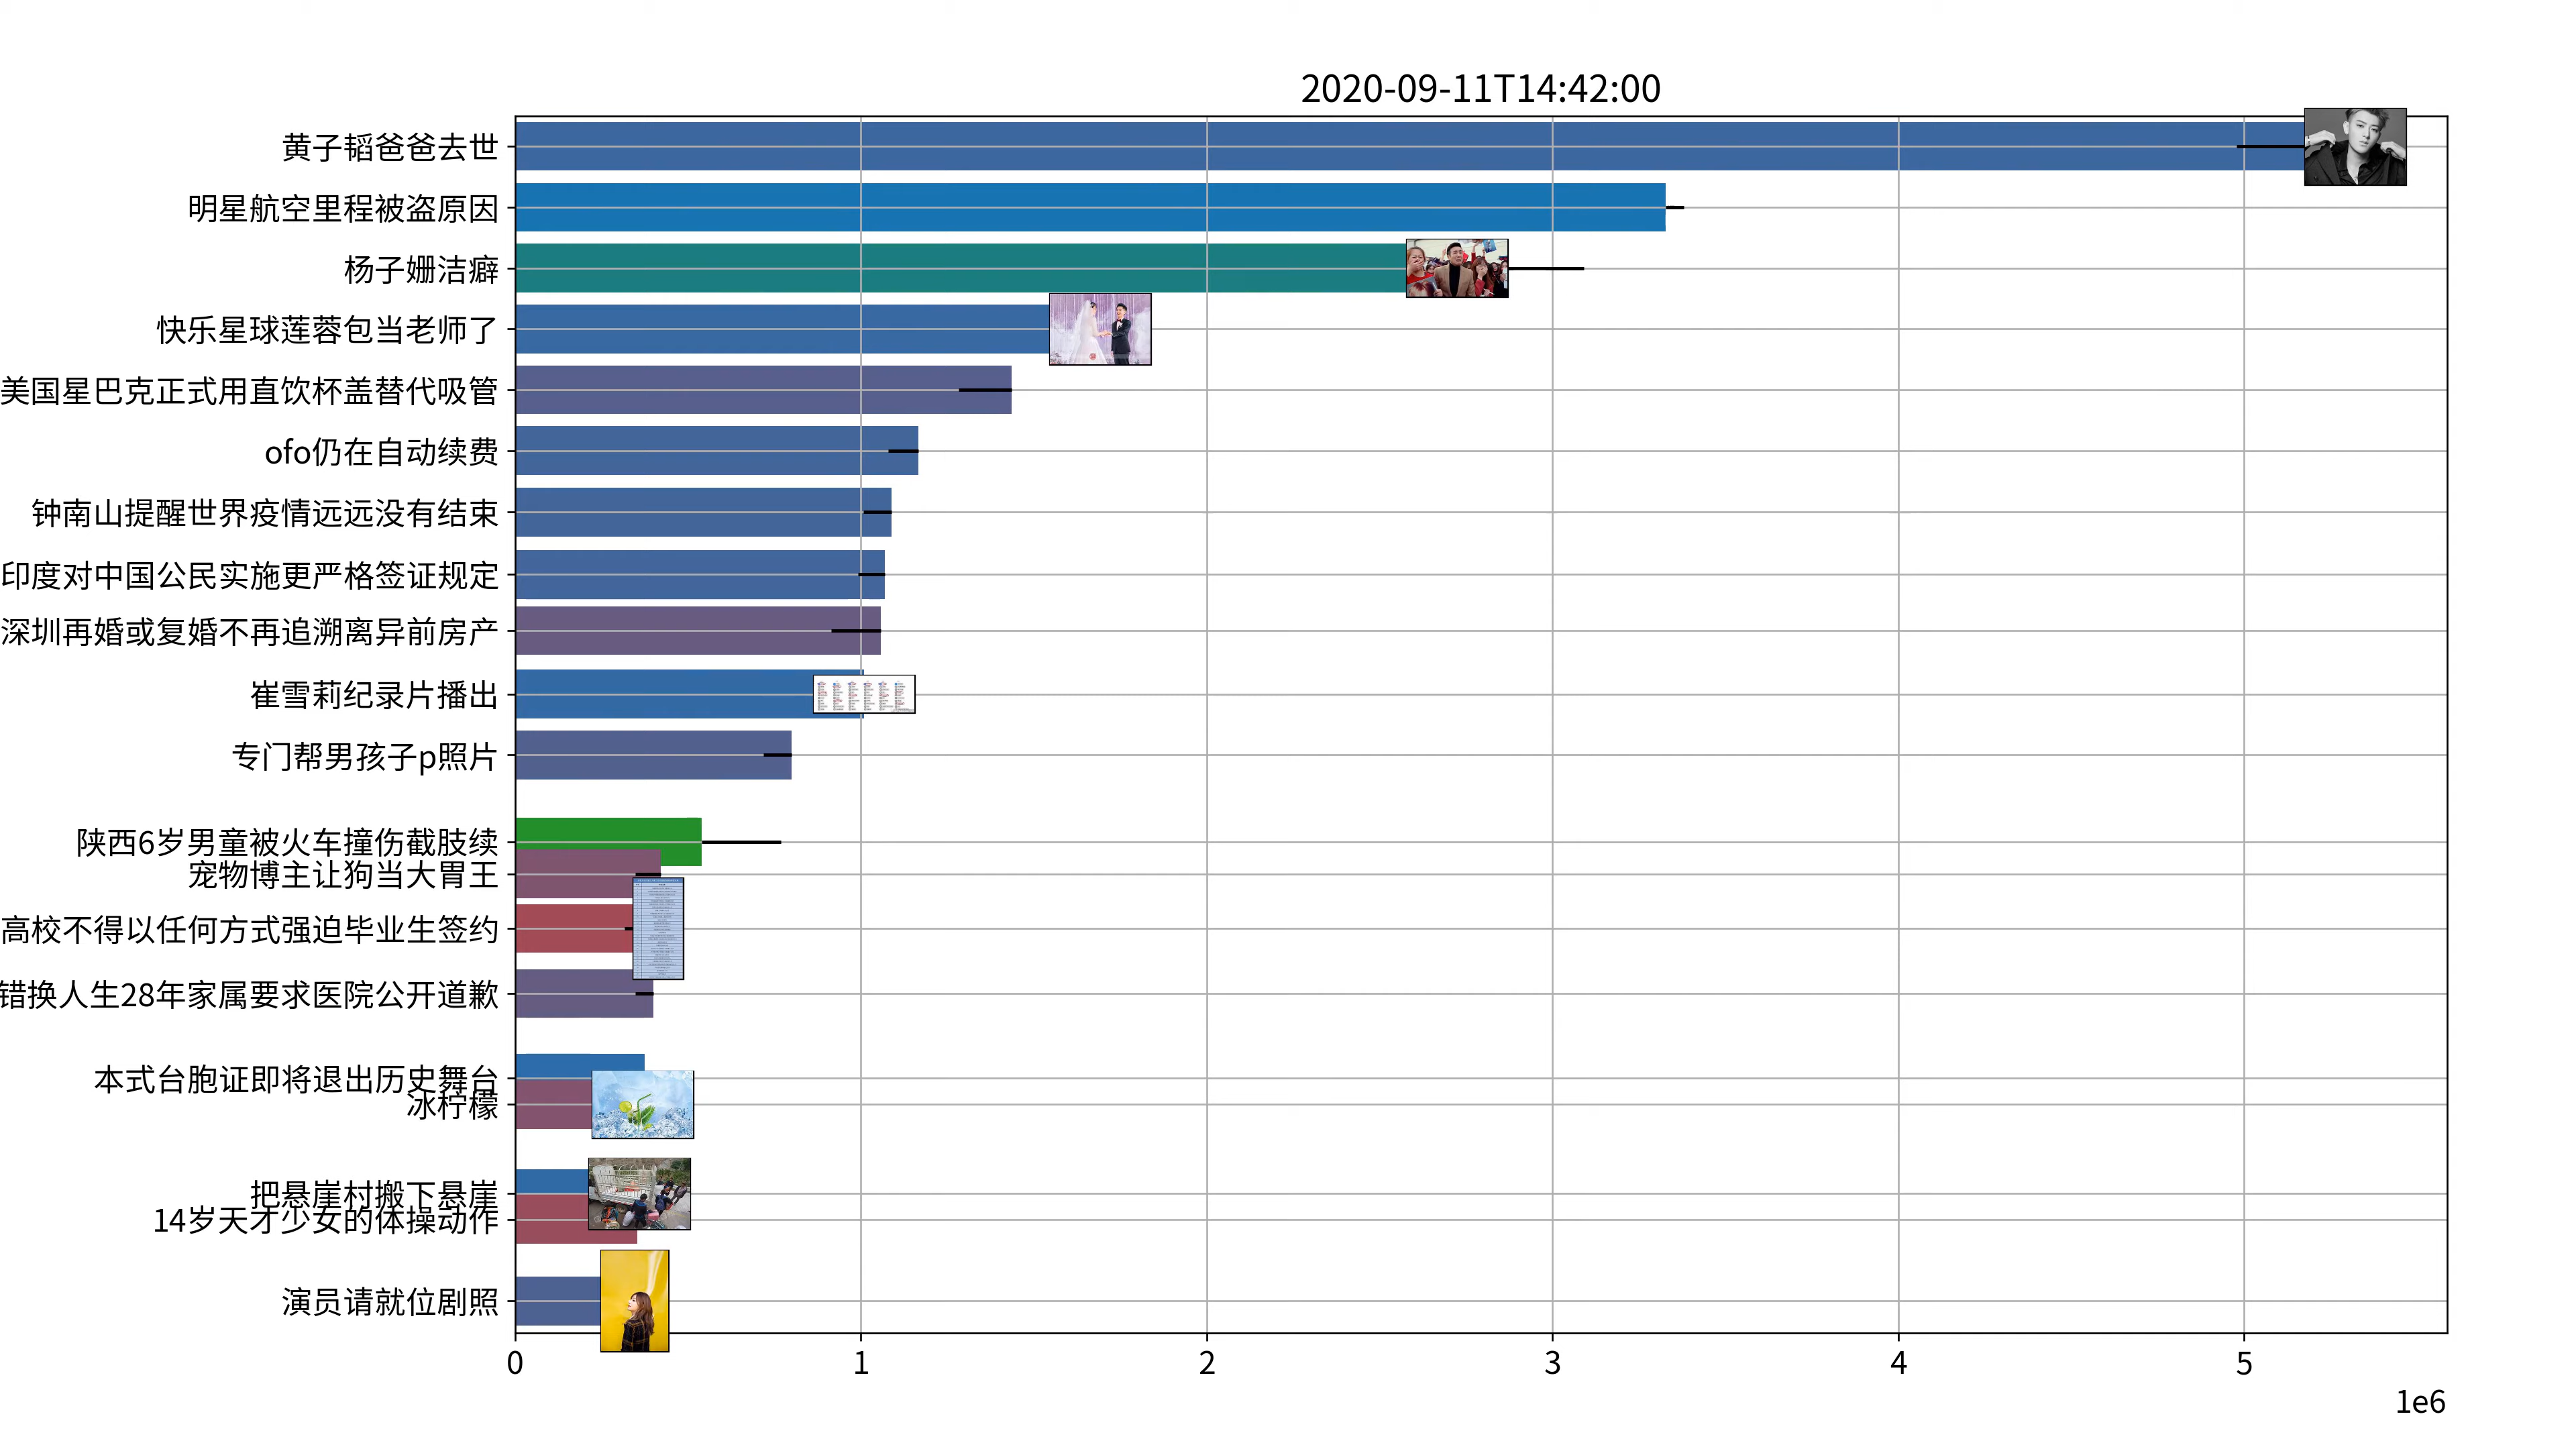 2020-09-11T14:42:00
黄子韬爸爸去世
明星航空里程被盗原因
杨子姗洁癖
快乐星球莲蓉包当老师了
美国星巴克正式用直饮杯盖替代吸管
ofo仍在自动续费
钟南山提醒世界疫情远远没有结束
印度对中国公民实施更严格签证规定
深圳再婚或复婚不再追溯离异前房产
崔雪莉纪录片播出
专门帮男孩子p照片
陕西6岁男童被火车撞伤截肢续
宠物博主让狗当大胃王
高校不得以任何方式强迫毕业生签约
错换人生28年家属要求医院公开道歉
本式台胞证即将退出历史舞台
冰柠檬
把悬崖村搬下悬崖
14岁天才少女的体操动作
演员请就位剧照
0 1 2 3 4 5
1e6